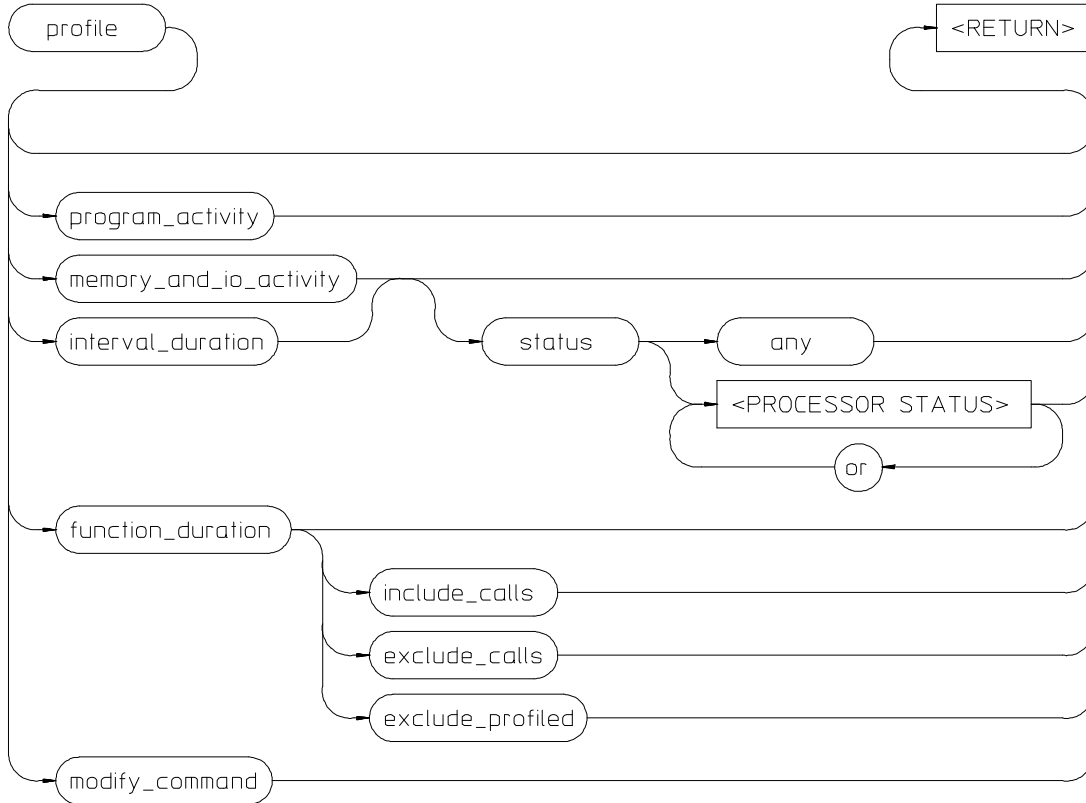 profile
<RETURN>
program_activity
memory_and_io_activity
interval_duration
status
any
<PROCESSOR STATUS>
or
function_duration
include_calls
exclude_calls
exclude_profiled
modify_command